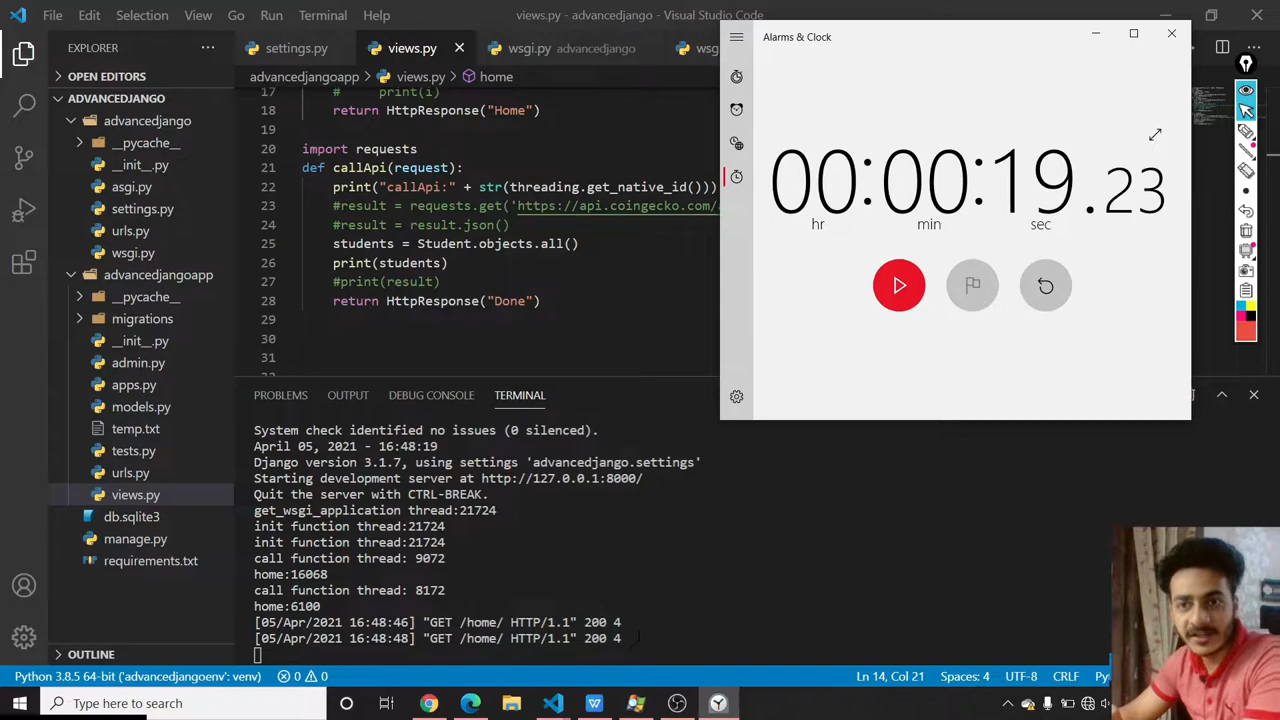 File Edit Selection View Go Run Terminal Help views.py - advanceddjango - Visual Studio Code
EXPLORER
OPEN EDITORS
ADVANCEDJANGO
advancedjango
__pycache__
__init__.py
asgi.py
settings.py
urls.py
wsgi.py
advancedjangoapp
__pycache__
migrations
__init__.py
admin.py
apps.py
models.py
temp.txt
tests.py
urls.py
views.py
db.sqlite3
manage.py
requirements.txt
OUTLINE
settings.py views.py wsgi.py advancedjango wsg
advancedjangoapp > views.py > home
17 # print(i)
18 return HttpResponse("Home")
19
20 import requests
21 def callApi(request):
22 print("callApi:" + str(threading.get_native_id()))
23 #result = requests.get('https://api.coingecko.com/
24 #result = result.json()
25 students = Student.objects.all()
26 print(students)
27 #print(result)
28 return HttpResponse("Done")
29
30
31
PROBLEMS OUTPUT DEBUG CONSOLE TERMINAL
System check identified no issues (0 silenced).
April 05, 2021 - 16:48:19
Django version 3.1.7, using settings 'advancedjango.settings'
Starting development server at http://127.0.0.1:8000/
Quit the server with CTRL-BREAK.
get_wsgi_application thread:21724
init function thread:21724
init function thread:21724
call function thread: 9072
home:16068
call function thread: 8172
home:6100
[05/Apr/2021 16:48:46] "GET /home/ HTTP/1.1" 200 4
[05/Apr/2021 16:48:48] "GET /home/ HTTP/1.1" 200 4
Alarms & Clock
00:00:19.23
hr min sec
Python 3.8.5 64-bit ('advancedjangoenv': venv) 0 0 Ln 14, Col 21 Spaces: 4 UTF-8 CRLF
Type here to search